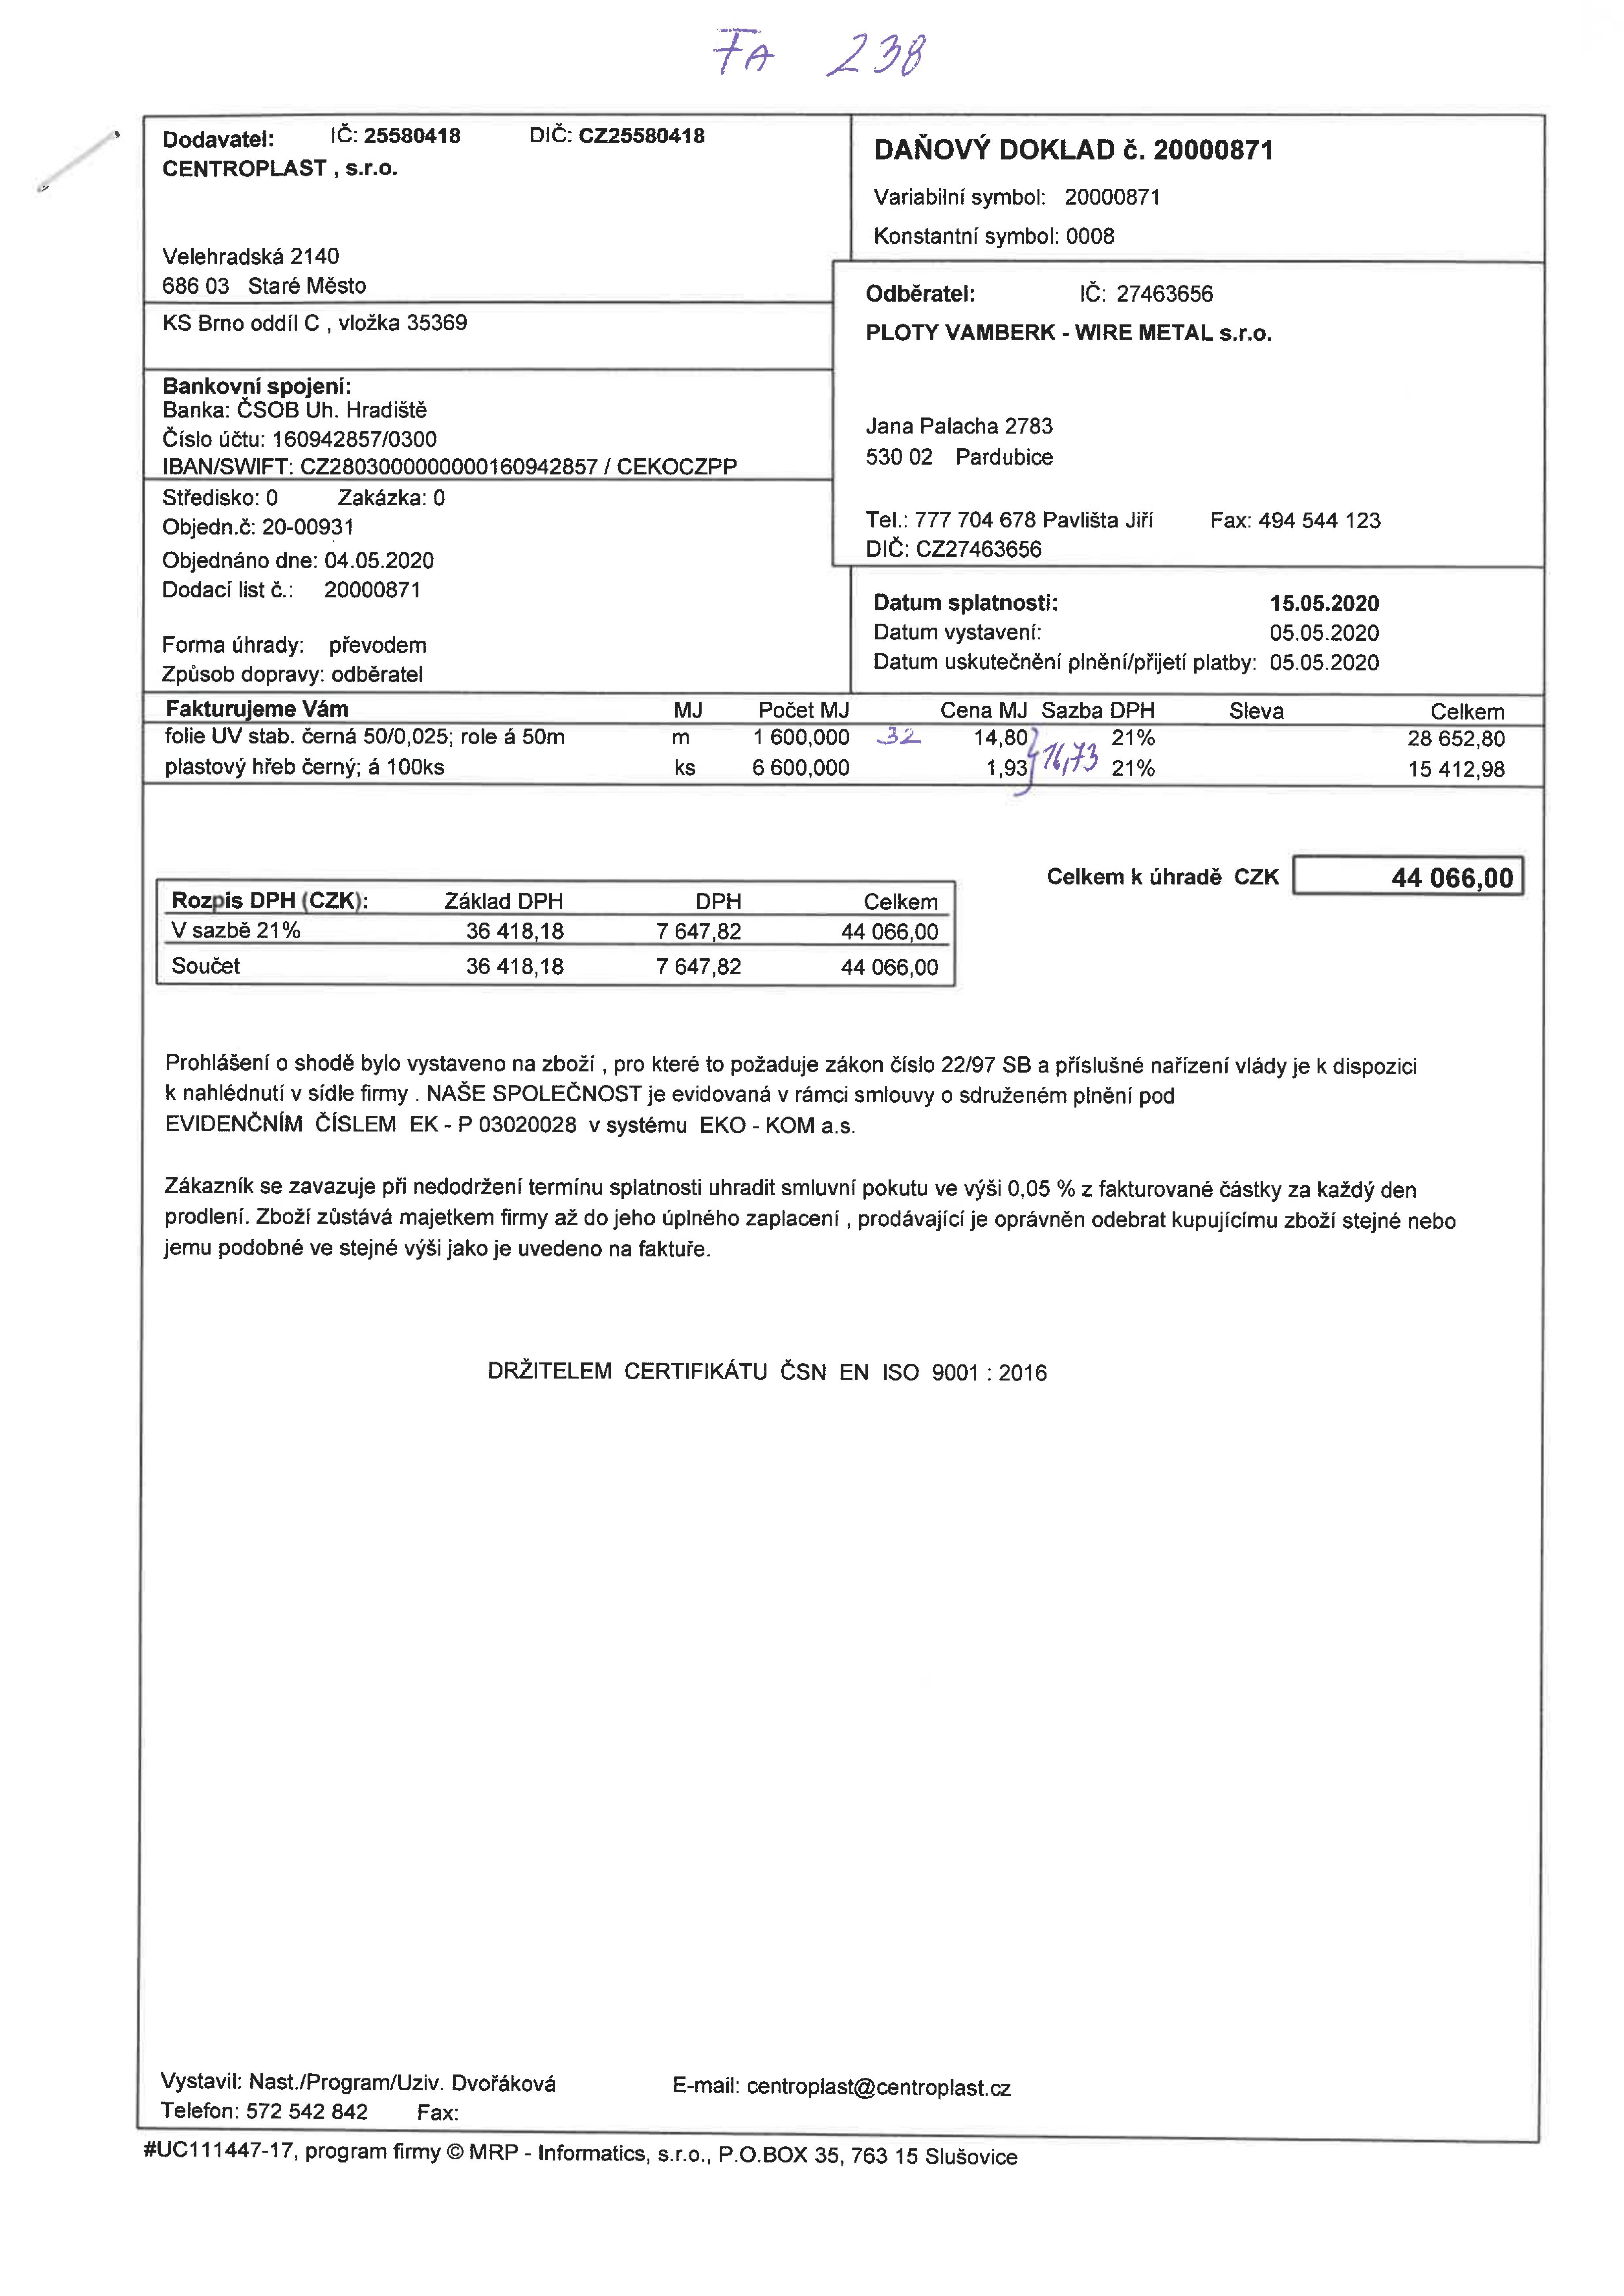 FA 238
Dodavatel: IČ: 25580418 DIČ: CZ25580418
CENTROPLAST , s.r.o.
Velehradská 2140
686 03 Staré Město
KS Brno oddíl C , vložka 35369
Bankovní spojení:
Banka: ČSOB Uh. Hradiště
Číslo účtu: 160942857/0300
IBAN/SWIFT: CZ2803000000000160942857 / CEKOCZPP
Středisko: 0 Zakázka: 0
Objedn.č: 20-00931
Objednáno dne: 04.05.2020
Dodací list č.: 20000871
Forma úhrady: převodem
Způsob dopravy: odběratel
DAŇOVÝ DOKLAD č. 20000871
Variabilní symbol: 20000871
Konstantní symbol: 0008
Odběratel: IČ: 27463656
PLOTY VAMBERK - WIRE METAL s.r.o.
Jana Palacha 2783
530 02 Pardubice
Tel.: 777 704 678 Pavlišta Jiří Fax: 494 544 123
DIČ: CZ27463656
Datum splatnosti: 15.05.2020
Datum vystavení: 05.05.2020
Datum uskutečnění plnění/přijetí platby: 05.05.2020
Fakturujeme Vám MJ Počet MJ Cena MJ Sazba DPH Sleva Celkem
folie UV stab. černá 50/0,025; role á 50m m 1 600,000 32 14,80 21% 28 652,80
16,73
plastový hřeb černý; á 100ks ks 6 600,000 1,93 21% 15 412,98
Celkem k úhradě CZK 44 066,00
Rozpis DPH (CZK): Základ DPH DPH Celkem
V sazbě 21% 36 418,18 7 647,82 44 066,00
Součet 36 418,18 7 647,82 44 066,00
Prohlášení o shodě bylo vystaveno na zboží , pro které to požaduje zákon číslo 22/97 SB a příslušné nařízení vlády je k dispozici
k nahlédnutí v sídle firmy . NAŠE SPOLEČNOST je evidovaná v rámci smlouvy o sdruženém plnění pod
EVIDENČNÍM ČÍSLEM EK - P 03020028 v systému EKO - KOM a.s.
Zákazník se zavazuje při nedodržení termínu splatnosti uhradit smluvní pokutu ve výši 0,05 % z fakturované částky za každý den
prodlení. Zboží zůstává majetkem firmy až do jeho úplného zaplacení , prodávající je oprávněn odebrat kupujícímu zboží stejné nebo
jemu podobné ve stejné výši jako je uvedeno na faktuře.
DRŽITELEM CERTIFIKÁTU ČSN EN ISO 9001 : 2016
Vystavil: Nast./Program/Uziv. Dvořáková E-mail: centroplast@centroplast.cz
Telefon: 572 542 842 Fax:
#UC111447-17, program firmy © MRP - Informatics, s.r.o., P.O.BOX 35, 763 15 Slušovice